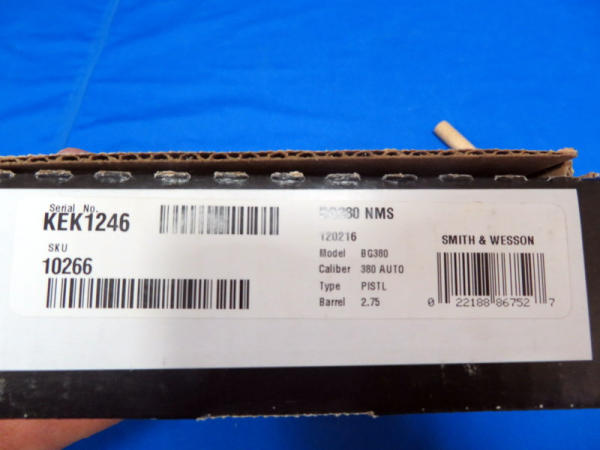 Serial No.
KEK1246
SKU
10266
BG380 NMS
120216
Model BG380
Caliber 380 AUTO
Type PISTL
Barrel 2.75
SMITH & WESSON
0 22188 86752 7